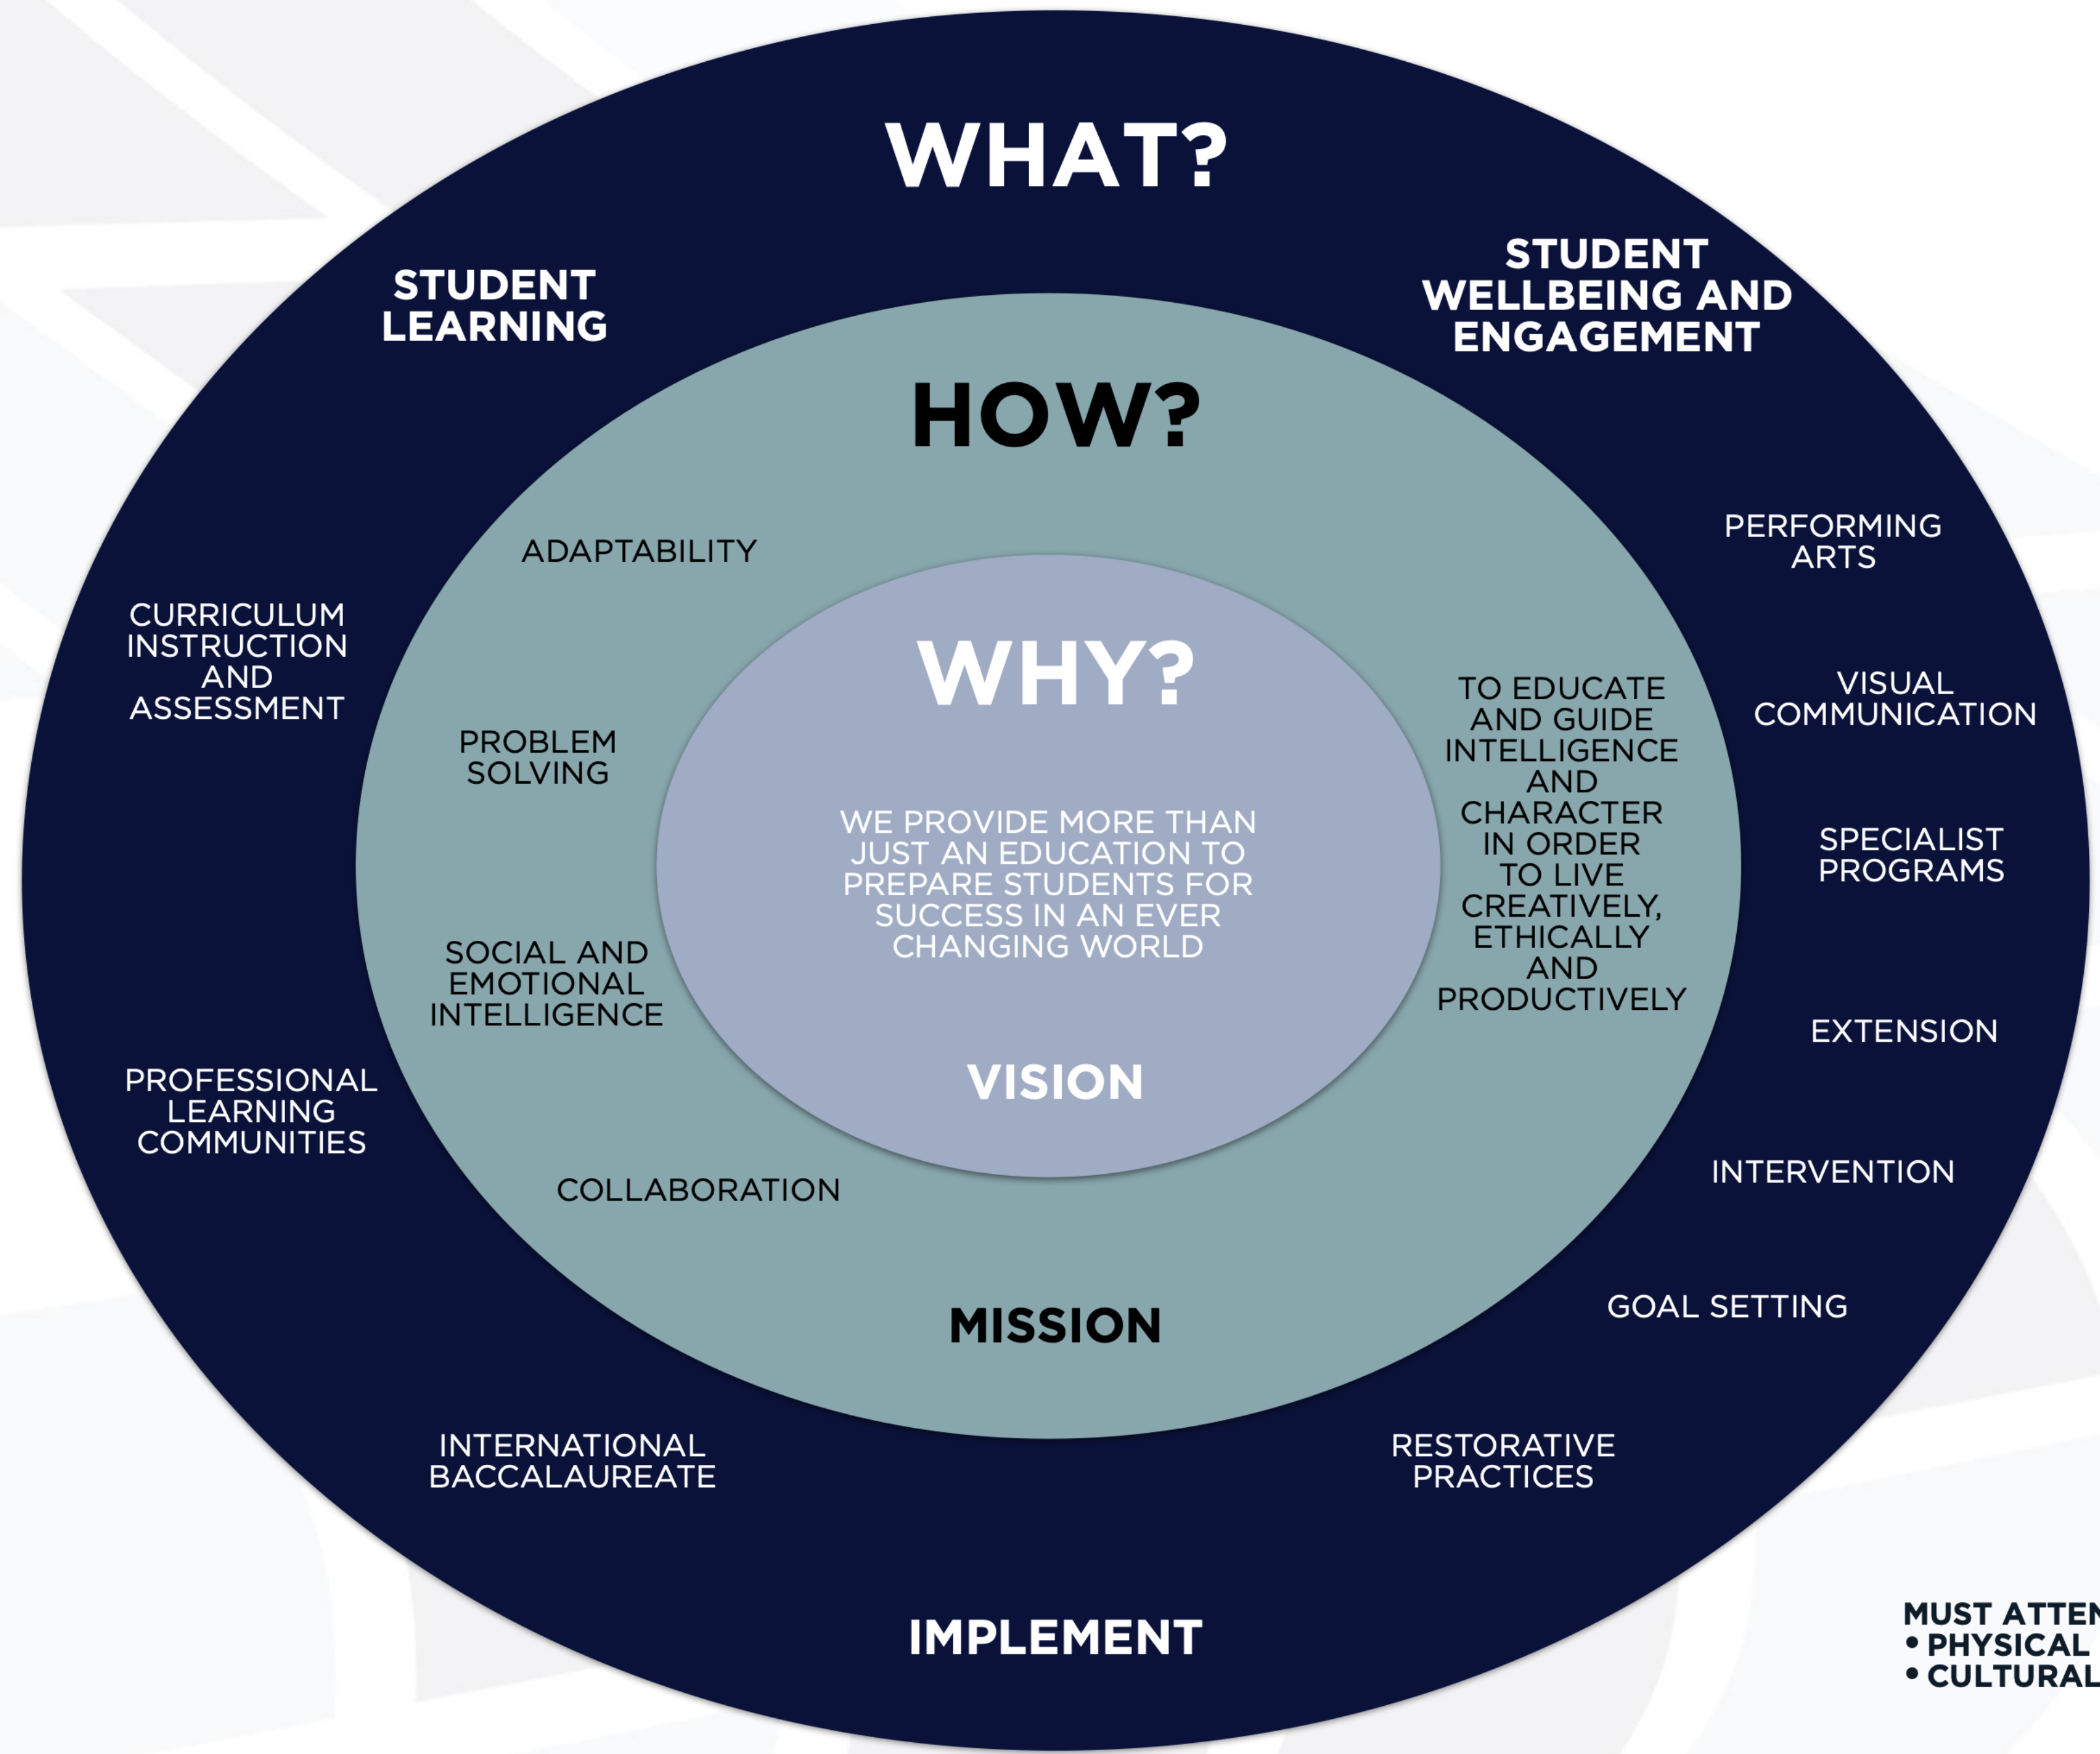 WHAT?
STUDENT
LEARNING
STUDENT
WELLBEING AND
ENGAGEMENT
HOW?
ADAPTABILITY
PERFORMING
ARTS
CURRICULUM
INSTRUCTION
AND
ASSESSMENT
PROBLEM
SOLVING
WHY?
WE PROVIDE MORE THAN
JUST AN EDUCATION TO
PREPARE STUDENTS FOR
SUCCESS IN AN EVER
CHANGING WORLD
TO EDUCATE
AND GUIDE
INTELLIGENCE
AND
CHARACTER
IN ORDER
TO LIVE
CREATIVELY,
ETHICALLY
AND
PRODUCTIVELY
VISUAL
COMMUNICATION
SPECIALIST
PROGRAMS
SOCIAL AND
EMOTIONAL
INTELLIGENCE
EXTENSION
PROFESSIONAL
LEARNING
COMMUNITIES
VISION
COLLABORATION
INTERVENTION
MISSION
GOAL SETTING
INTERNATIONAL
BACCALAUREATE
RESTORATIVE
PRACTICES
IMPLEMENT
MUST
• PHYSICAL
• CULTURAL